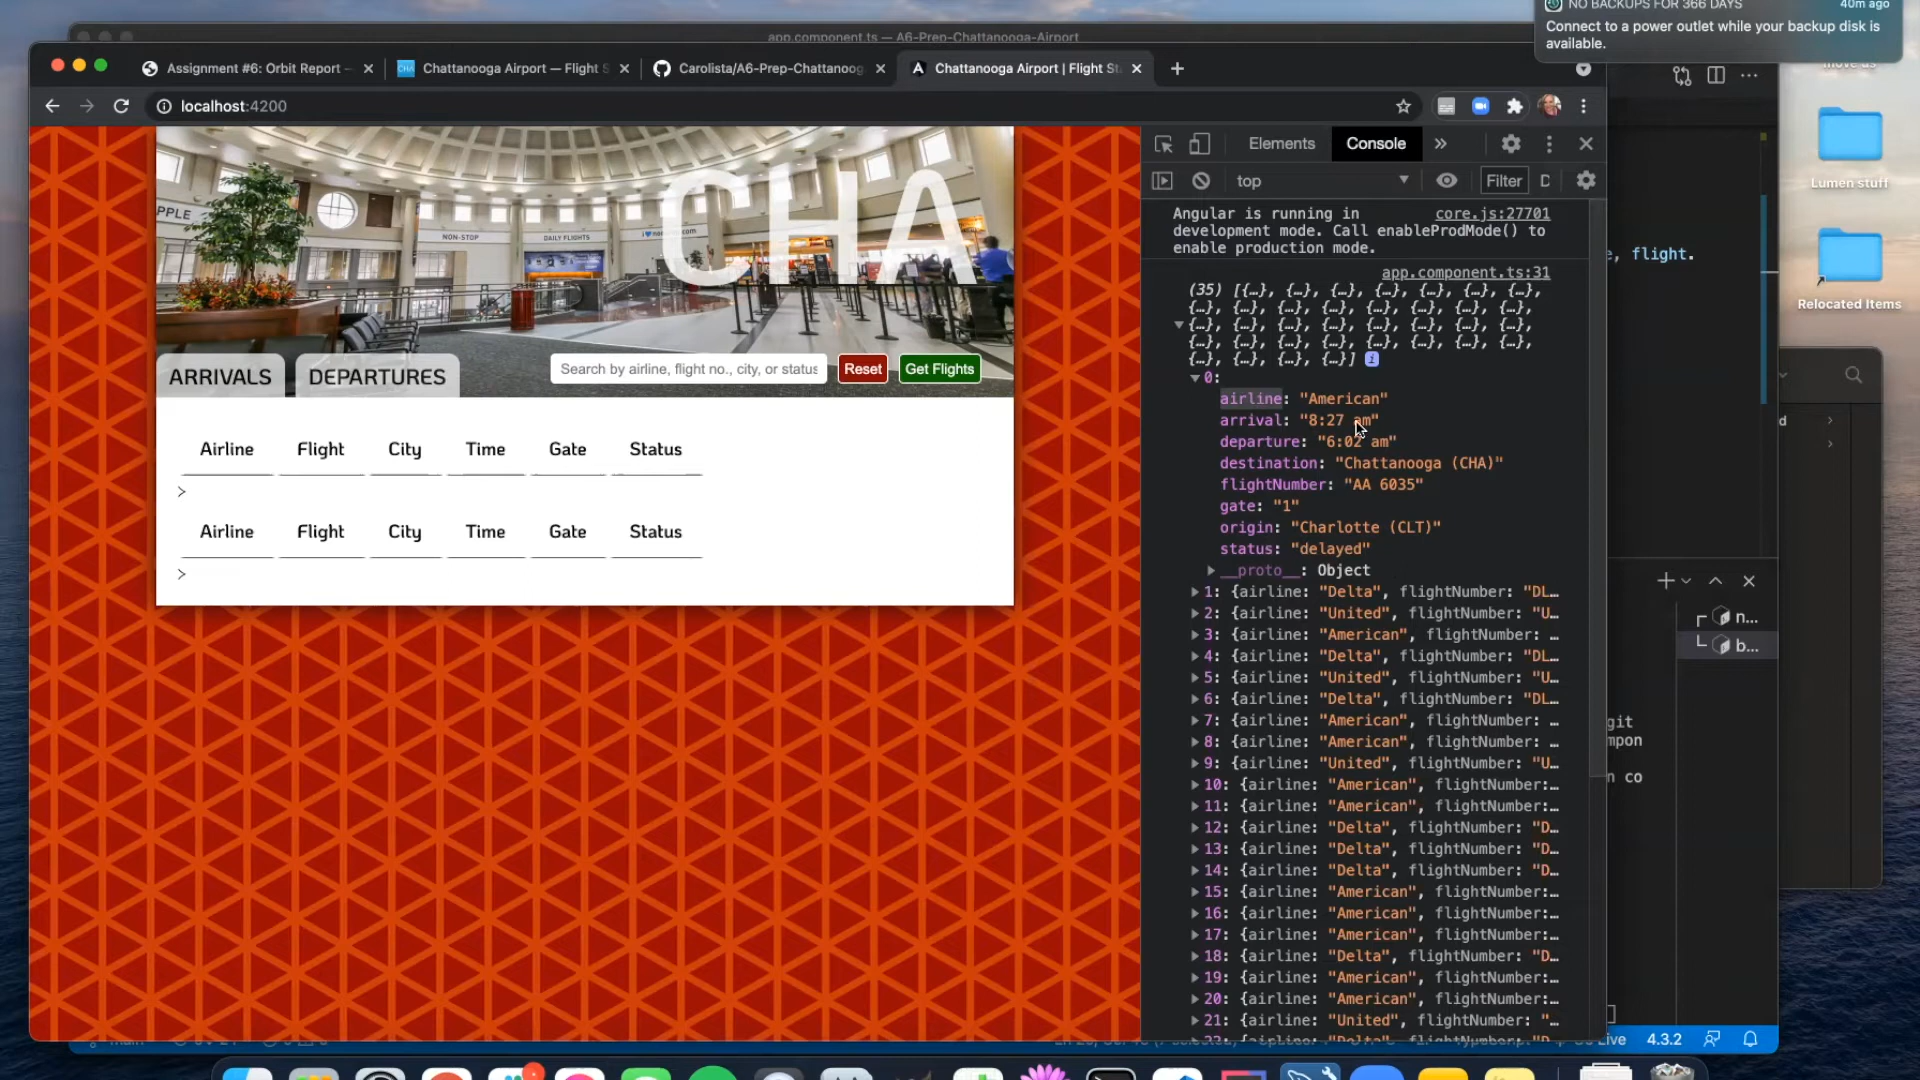 NO BACKUPS FOR 366 DAYS
40m ago
Connect to a power outlet while your backup disk is
available.
app.component.ts — A6-Prep-Chattanooga-Airport
Assignment #6: Orbit Report
Chattanooga Airport — Flight S
Carolista/A6-Prep-Chattanoog
Chattanooga Airport | Flight St
localhost:4200
Lumen stuff
Relocated Items
CHA
NON-STOP
DAILY FLIGHTS
ARRIVALS
DEPARTURES
Search by airline, flight no., city, or status
Reset
Get Flights
Airline Flight City Time Gate Status
>
Airline Flight City Time Gate Status
>
Elements
Console
top
Filter
D
Angular is running in core.js:27701
development mode. Call enableProdMode() to
enable production mode.
app.component.ts:31
(35) [{…}, {…}, {…}, {…}, {…}, {…}, {…},
{…}, {…}, {…}, {…}, {…}, {…}, {…},
{…}, {…}, {…}, {…}, {…}, {…}, {…},
{…}, {…}, {…}, {…}, {…}, {…}, {…},
{…}, {…}, {…}, {…}]
0:
airline: "American"
arrival: "8:27 am"
departure: "6:02 am"
destination: "Chattanooga (CHA)"
flightNumber: "AA 6035"
gate: "1"
origin: "Charlotte (CLT)"
status: "delayed"
__proto__: Object
1: {airline: "Delta", flightNumber: "DL…
2: {airline: "United", flightNumber: "U…
3: {airline: "American", flightNumber: …
4: {airline: "Delta", flightNumber: "DL…
5: {airline: "United", flightNumber: "U…
6: {airline: "Delta", flightNumber: "DL…
7: {airline: "American", flightNumber: …
8: {airline: "American", flightNumber: …
9: {airline: "United", flightNumber: "U…
10: {airline: "American", flightNumber:…
11: {airline: "American", flightNumber:…
12: {airline: "Delta", flightNumber: "D…
13: {airline: "Delta", flightNumber: "D…
14: {airline: "Delta", flightNumber: "D…
15: {airline: "American", flightNumber:…
16: {airline: "American", flightNumber:…
17: {airline: "American", flightNumber:…
18: {airline: "Delta", flightNumber: "D…
19: {airline: "American", flightNumber:…
20: {airline: "American", flightNumber:…
21: {airline: "United", flightNumber: "…
, flight.
n...
b...
git
mpon
n co
Live
4.3.2